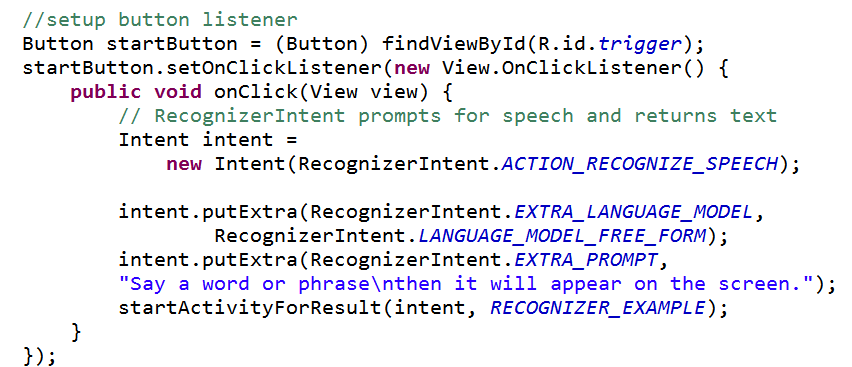 //setup button listener
Button startButton = (Button) findViewById(R.id.trigger);
startButton.setOnClickListener(new View.OnClickListener() {
    public void onClick(View view) {
        // RecognizerIntent prompts for speech and returns text
        Intent intent =
            new Intent(RecognizerIntent.ACTION_RECOGNIZE_SPEECH);

        intent.putExtra(RecognizerIntent.EXTRA_LANGUAGE_MODEL,
                RecognizerIntent.LANGUAGE_MODEL_FREE_FORM);
        intent.putExtra(RecognizerIntent.EXTRA_PROMPT,
        "Say a word or phrase\nthen it will appear on the screen.");
        startActivityForResult(intent, RECOGNIZER_EXAMPLE);
    }
});